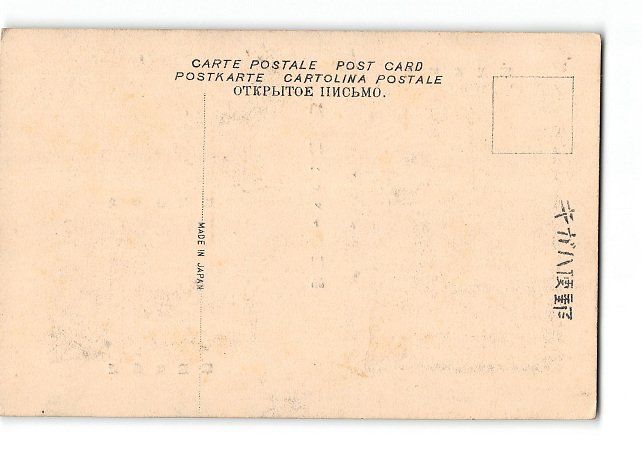 CARTE POSTALE POST CARD
POSTKARTE CARTOLINA POSTALE
ОТКРЫТОЕ ПИСЬМО.
MADE IN JAPAN
郵便ハガキ